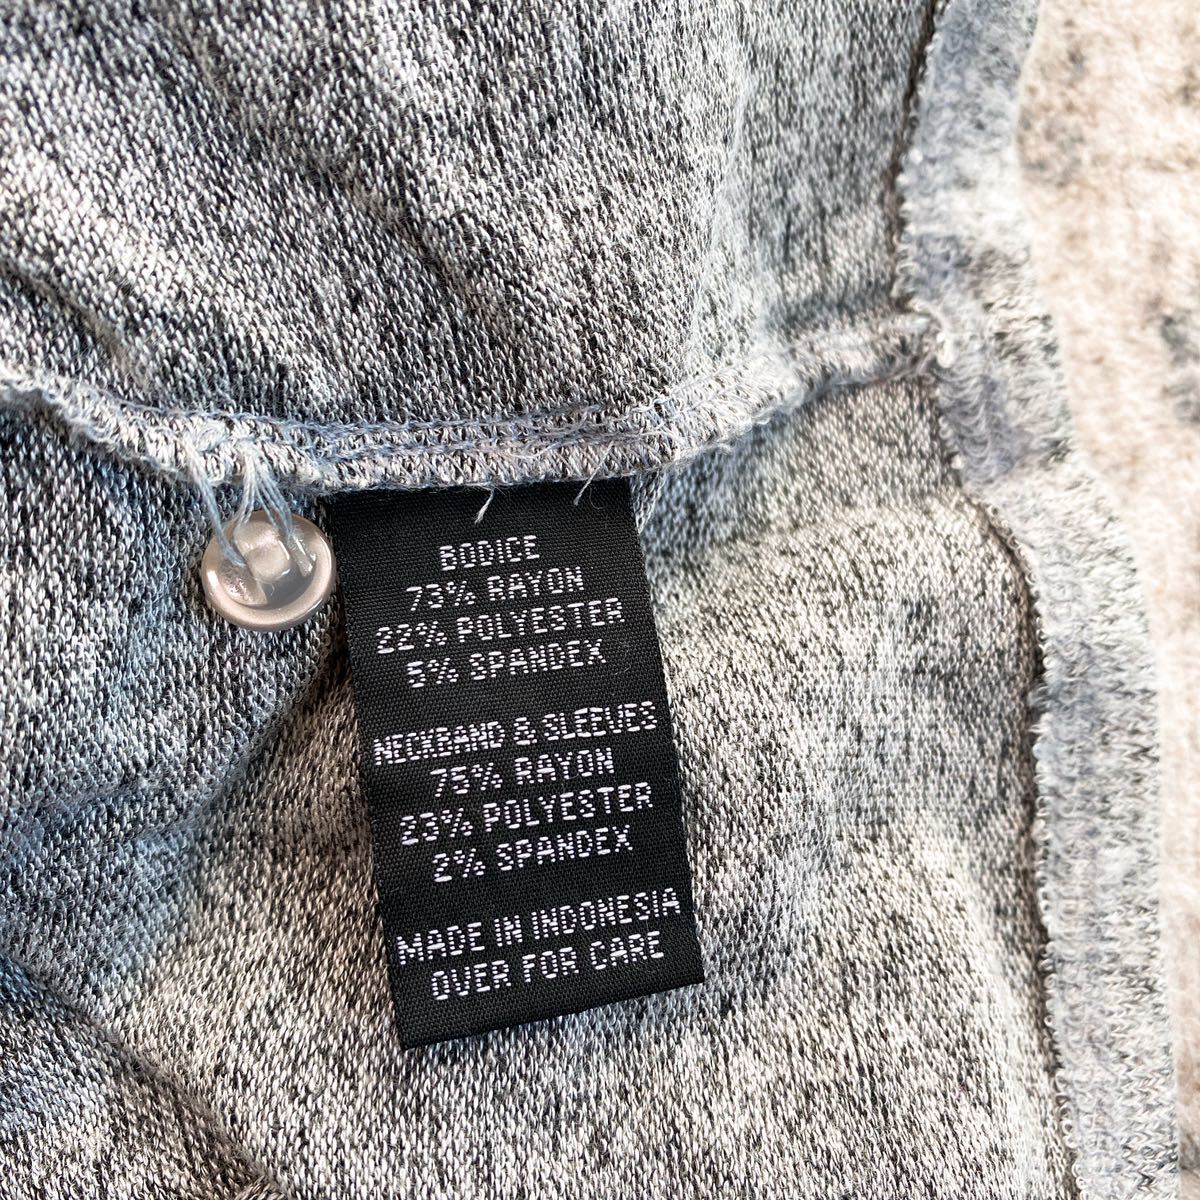 BODICE
73% RAYON
22% POLYESTER
5% SPANDEX
NECKBAND & SLEEVES
75% RAYON
23% POLYESTER
2% SPANDEX
MADE IN INDONESIA
OVER FOR CARE